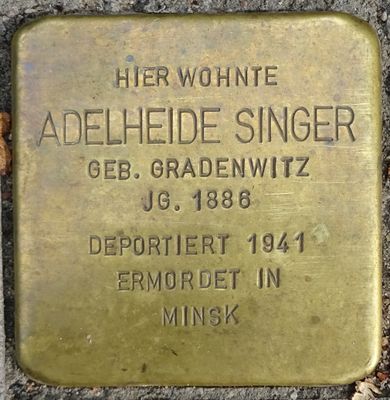 HIER WOHNTE
ADELHEIDE SINGER
GEB. GRADENWITZ
JG. 1886
DEPORTIERT 1941
ERMORDET IN
MINSK